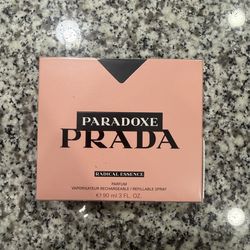 PARADOXE
PRADA
RADICAL ESSENCE
PARFUM
VAPORISATEUR RECHARGEABLE / REFILLABLE SPRAY
℮ 90 ml 3 FL. OZ.